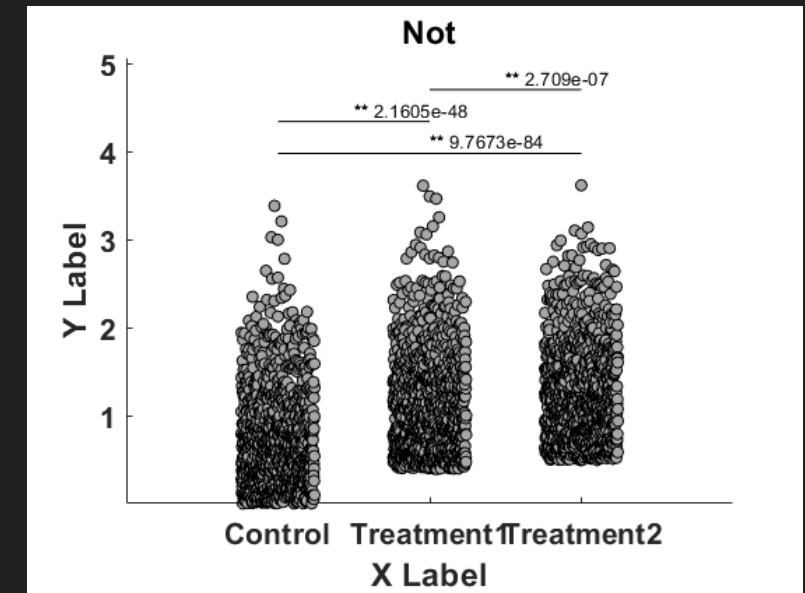 Not
5
** 2.709e-07
** 2.1605e-48
4
** 9.7673e-84
3
Y Label
2
1
Control Treatment1 Treatment2
X Label